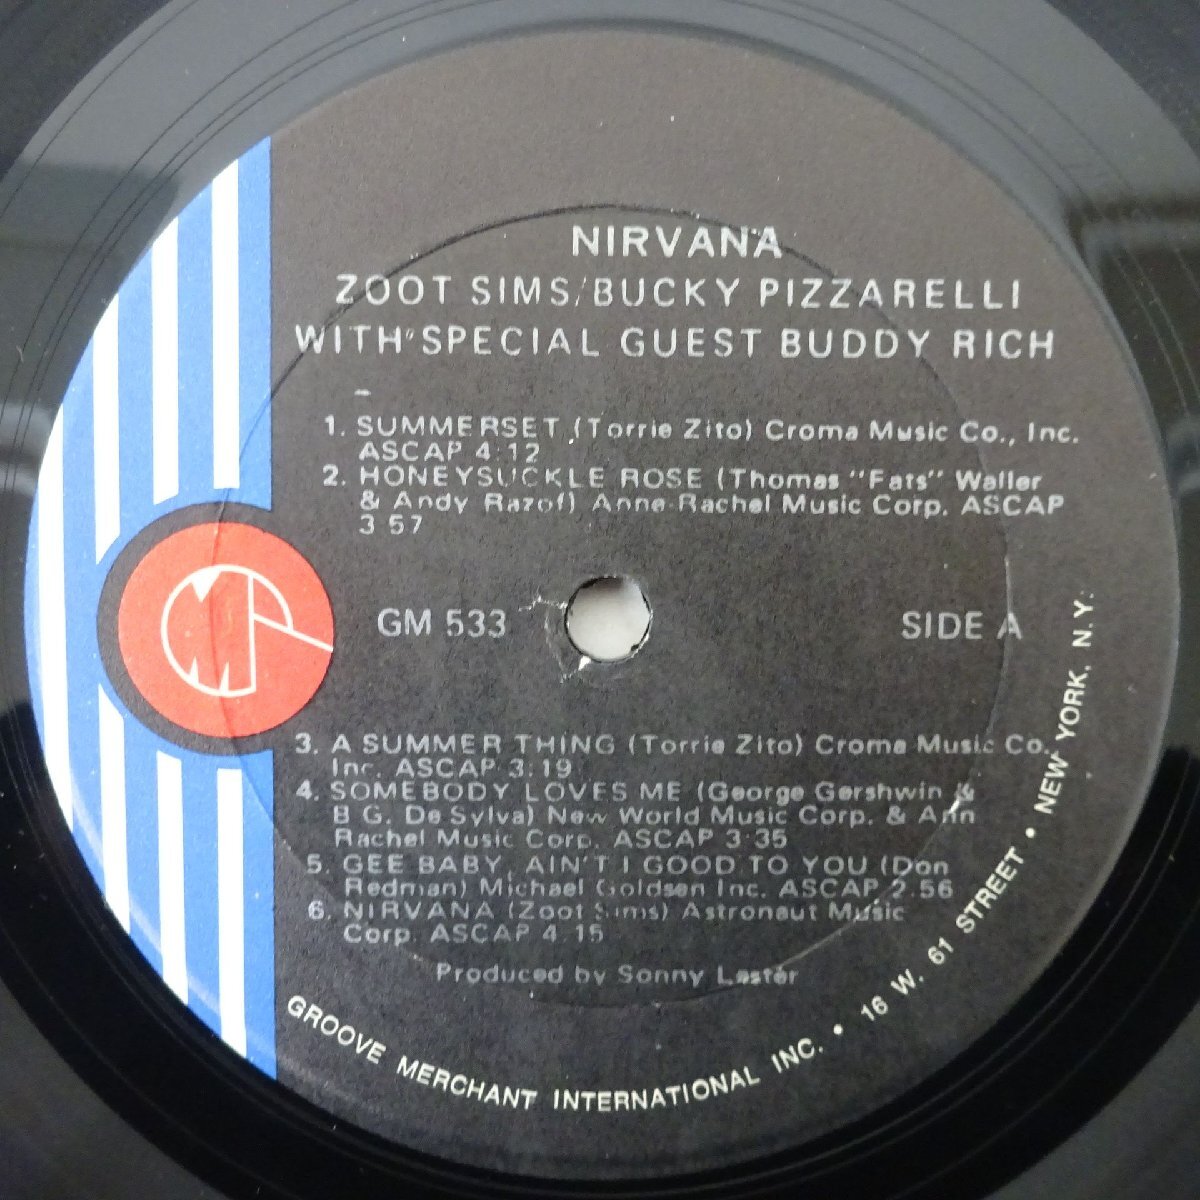 NIRVANA
ZOOT SIMS/BUCKY PIZZARELLI
WITH "SPECIAL GUEST BUDDY RICH
1. SUMMERSET (Torrie Zito) Croma Music Co., Inc.
ASCAP 4:12
2. HONEYSUCKLE ROSE (Thomas "Fats" Waller
& Andy Razof) Anne-Rachel Music Corp. ASCAP
3:57
GM 533
SIDE A
3. A SUMMER THING (Torrie Zito) Croma Music Co.,
Inc. ASCAP 3:19
4. SOMEBODY LOVES ME (George Gershwin &
B G. De Sylva) New World Music Corp. & Ann
Rachel Music Corp. ASCAP 3:35
5. GEE BABY, AIN'T I GOOD TO YOU (Don
Redman) Michael Goldsen Inc. ASCAP 2:56
6. NIRVANA (Zoot Sims) Astronaut Music
Corp. ASCAP 4:15
Produced by Sonny Lester
GROOVE MERCHANT INTERNATIONAL INC. • 16 W. 61 STREET • NEW YORK, N.Y.